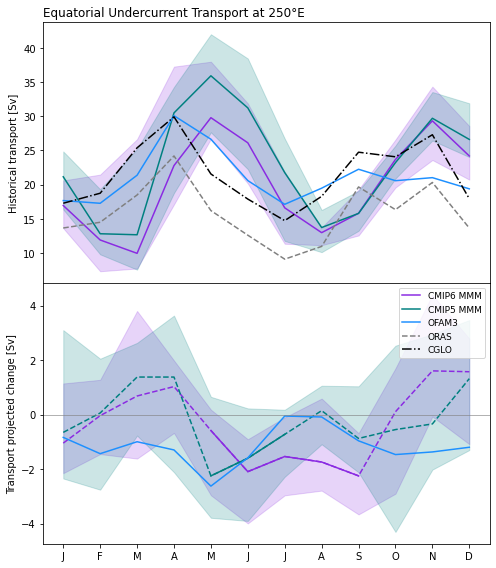 Equatorial Undercurrent Transport at 250°E
Historical transport [Sv]
40
35
30
25
20
15
10
Transport projected change [Sv]
4
2
0
−2
−4
CMIP6 MMM
CMIP5 MMM
OFAM3
ORAS
CGLO
J F M A M J J A S O N D